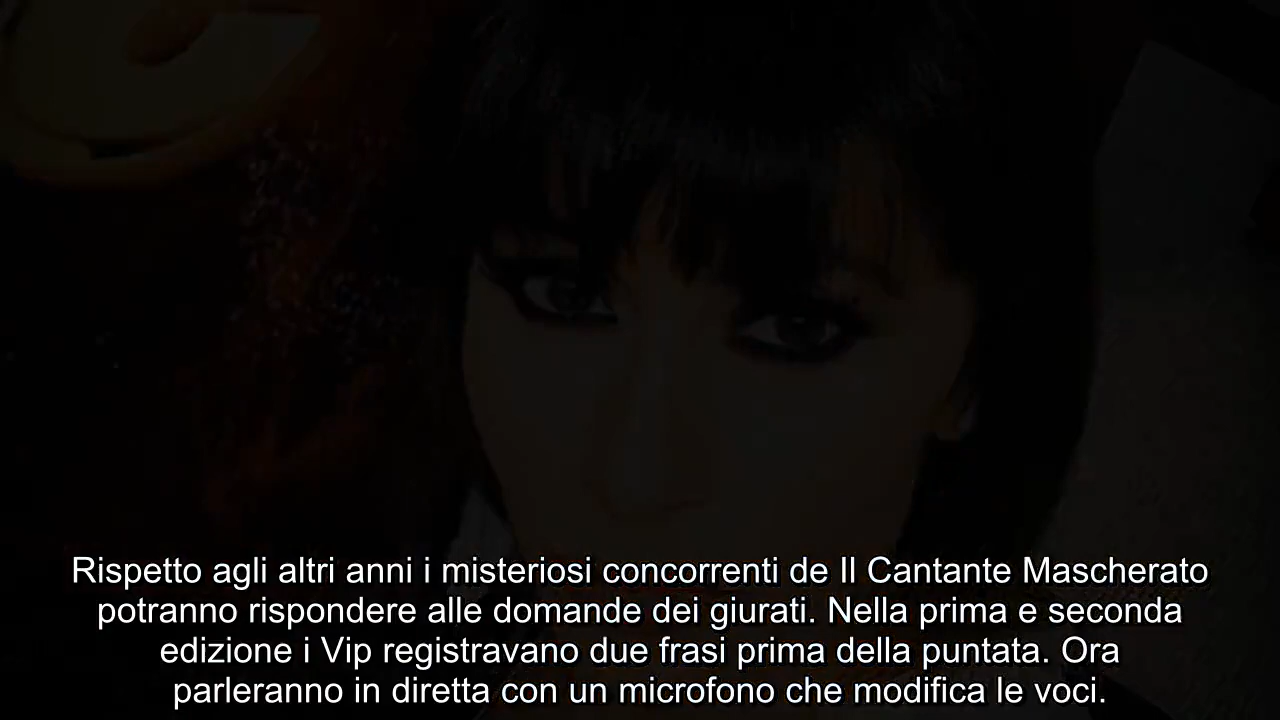 Rispetto agli altri anni i misteriosi concorrenti de Il Cantante Mascherato
potranno rispondere alle domande dei giurati. Nella prima e seconda
edizione i Vip registravano due frasi prima della puntata. Ora
parleranno in diretta con un microfono che modifica le voci.